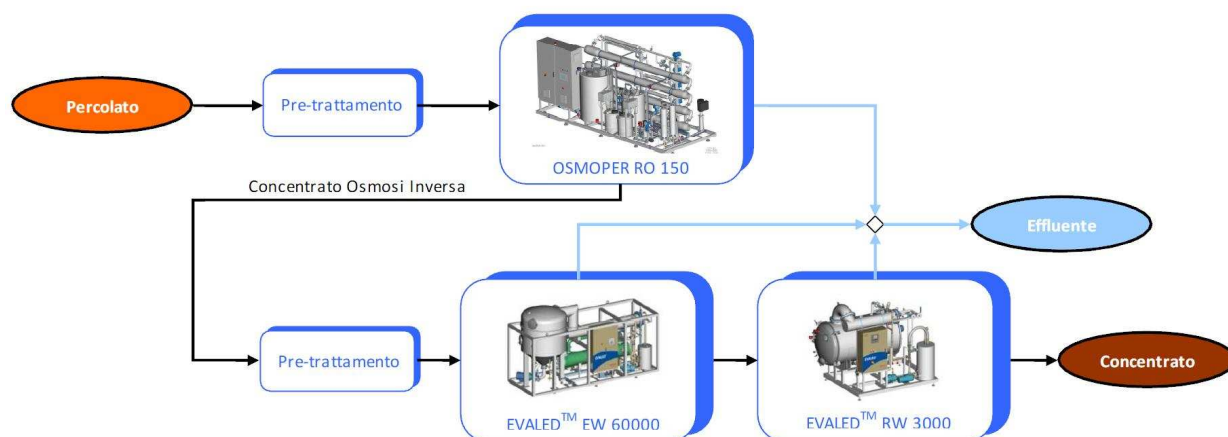 Percolato
Pre-trattamento
OSMOPER RO 150
Concentrato Osmosi Inversa
Effluente
Pre-trattamento
EVALED™ EW 60000
EVALED™ RW 3000
Concentrato